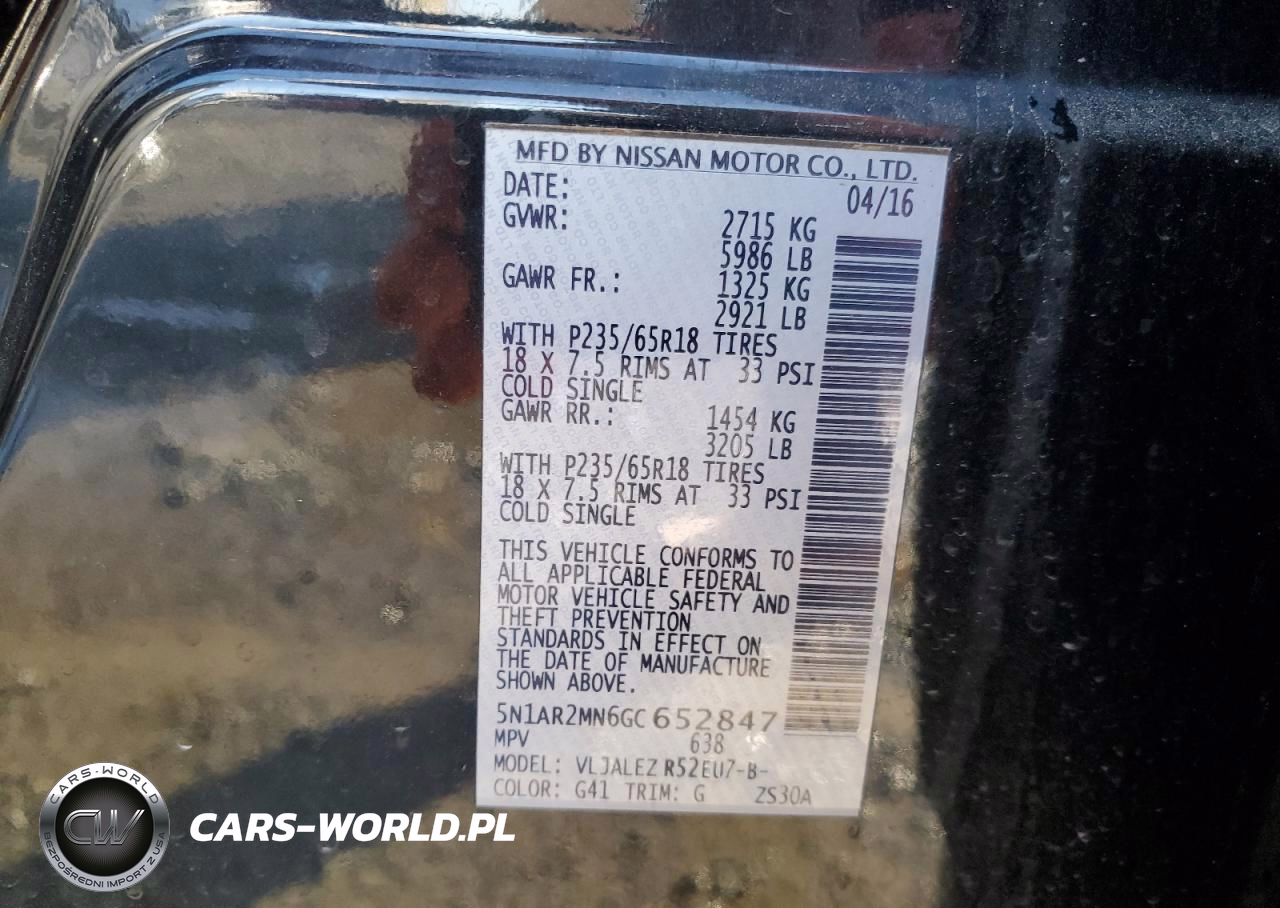 MFD BY NISSAN MOTOR CO., LTD.
DATE: 04/16
GVWR: 2715 KG
5986 LB
GAWR FR.: 1325 KG
2921 LB
WITH P235/65R18 TIRES
18 X 7.5 RIMS AT 33 PSI
COLD SINGLE
GAWR RR.: 1454 KG
3205 LB
WITH P235/65R18 TIRES
18 X 7.5 RIMS AT 33 PSI
COLD SINGLE
THIS VEHICLE CONFORMS TO
ALL APPLICABLE FEDERAL
MOTOR VEHICLE SAFETY AND
THEFT PREVENTION
STANDARDS IN EFFECT ON
THE DATE OF MANUFACTURE
SHOWN ABOVE.
5N1AR2MN6GC652847
MPV 638
MODEL: VLJALEZ R52EU7-B-
COLOR: G41 TRIM: G ZS30A
CARS-WORLD
CW
BEZPOŚREDNI IMPORT Z USA
CARS-WORLD.PL